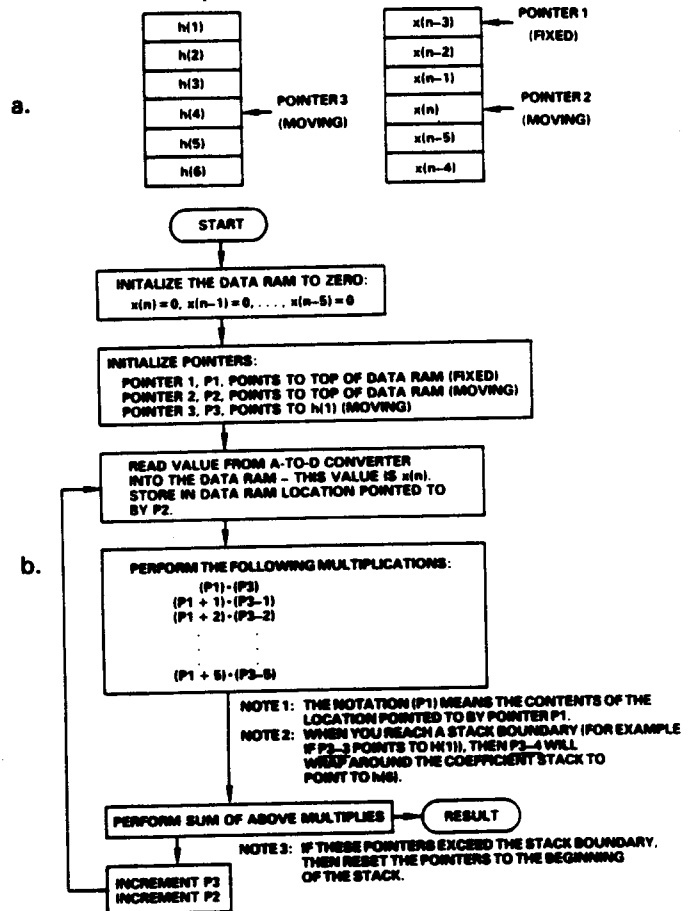 a.
h(1)
h(2)
h(3)
h(4)
h(5)
h(6)
POINTER 3
(MOVING)
x(n-3)
x(n-2)
x(n-1)
x(n)
x(n-5)
x(n-4)
POINTER 1
(FIXED)
POINTER 2
(MOVING)
b.
START
INITALIZE THE DATA RAM TO ZERO:
x(n) = 0, x(n-1) = 0, . . . , x(n-5) = 0
INITIALIZE POINTERS:
POINTER 1, P1, POINTS TO TOP OF DATA RAM (FIXED)
POINTER 2, P2, POINTS TO TOP OF DATA RAM (MOVING)
POINTER 3, P3, POINTS TO h(1) (MOVING)
READ VALUE FROM A-TO-D CONVERTER
INTO THE DATA RAM – THIS VALUE IS x(n).
STORE IN DATA RAM LOCATION POINTED TO
BY P2.
PERFORM THE FOLLOWING MULTIPLICATIONS:
(P1)•(P3)
(P1 + 1)•(P3–1)
(P1 + 2)•(P3–2)
. .
. .
. .
(P1 + 5)•(P3–5)
NOTE 1: THE NOTATION (P1) MEANS THE CONTENTS OF THE
LOCATION POINTED TO BY POINTER P1.
NOTE 2: WHEN YOU REACH A STACK BOUNDARY (FOR EXAMPLE
IF P3–3 POINTS TO H(1)), THEN P3–4 WILL
WRAP AROUND THE COEFFICIENT STACK TO
POINT TO h(6).
PERFORM SUM OF ABOVE MULTIPLIES
RESULT
NOTE 3: IF THESE POINTERS EXCEED THE STACK BOUNDARY,
THEN RESET THE POINTERS TO THE BEGINNING
OF THE STACK.
INCREMENT P3
INCREMENT P2